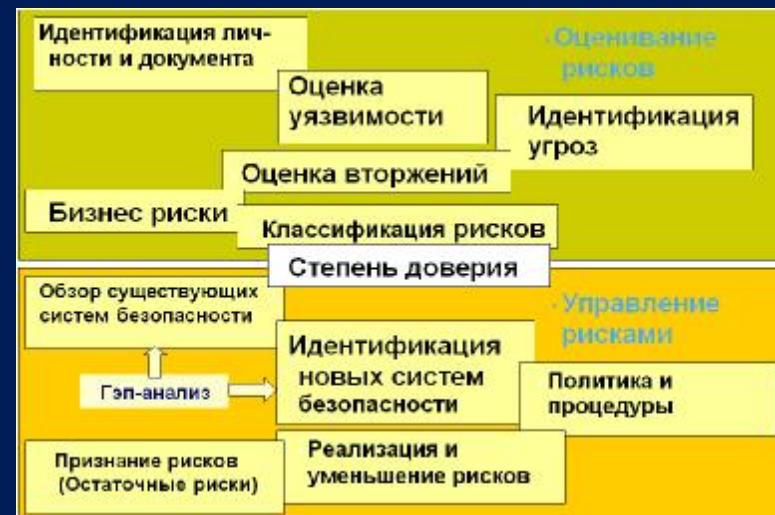 Идентификация лич-
ности и документа
·Оценивание
рисков
Оценка
уязвимости
Идентификация
угроз
Оценка вторжений
Бизнес риски
Классификация рисков
Степень доверия
Обзор существующих
систем безопасности
·Управление
рисками
Идентификация
новых систем
безопасности
Гэп-анализ
Политика и
процедуры
Признание рисков
(Остаточные риски)
Реализация и
уменьшение рисков